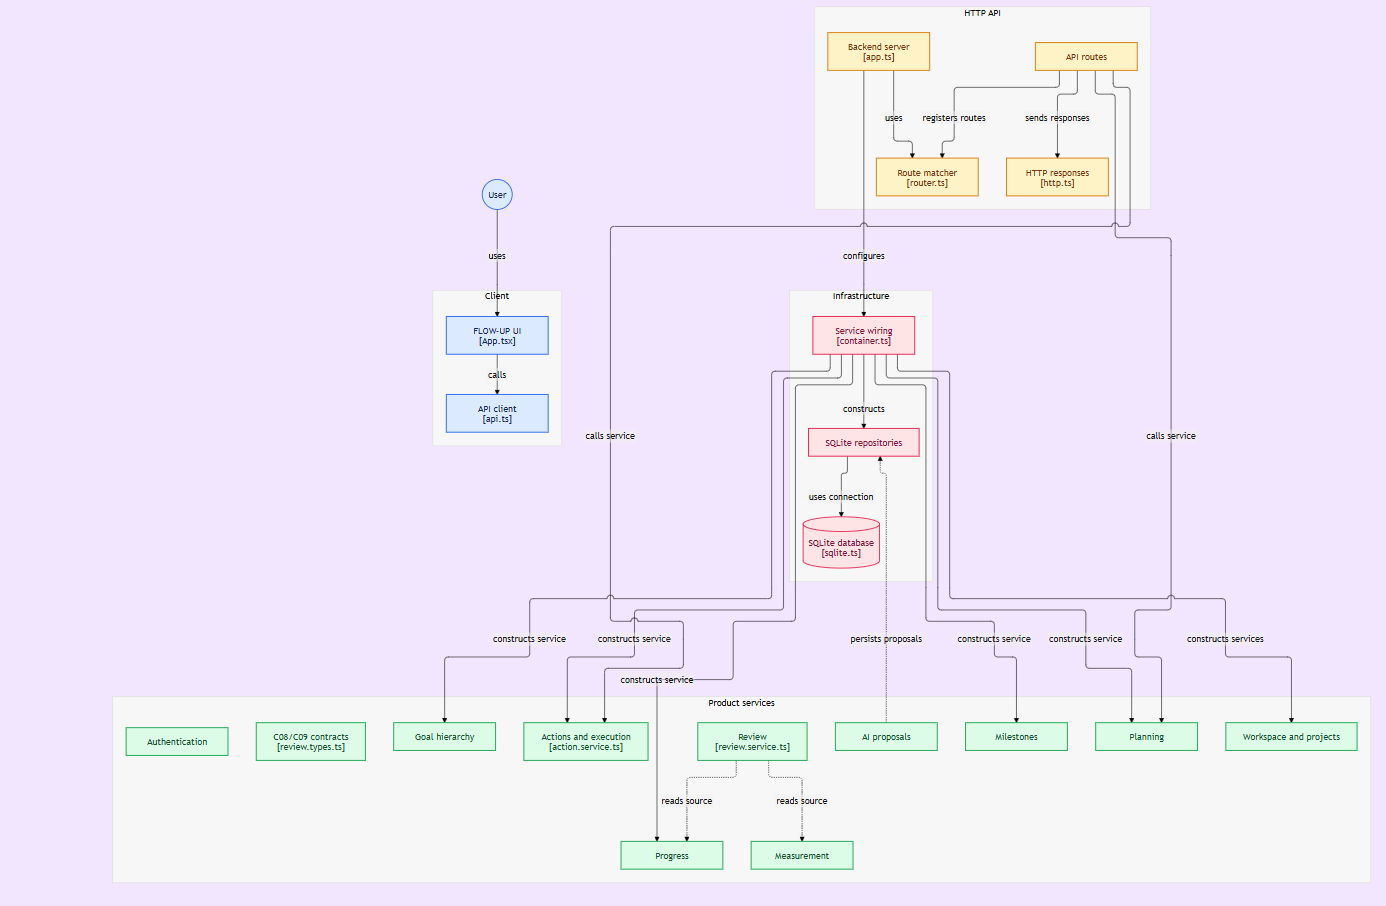 HTTP API
Backend server
[app.ts]
API routes
uses
registers routes
sends responses
Route matcher
[router.ts]
HTTP responses
[http.ts]
User
uses
configures
Client
Infrastructure
FLOW-UP UI
[App.tsx]
Service wiring
[container.ts]
calls
API client
[api.ts]
constructs
calls service
SQLite repositories
calls service
uses connection
SQLite database
[sqlite.ts]
constructs service
constructs service
persists proposals
constructs service
constructs service
constructs services
constructs service
Product services
Authentication
C08/C09 contracts
[review.types.ts]
Goal hierarchy
Actions and execution
[action.service.ts]
Review
[review.service.ts]
AI proposals
Milestones
Planning
Workspace and projects
reads source
reads source
Progress
Measurement